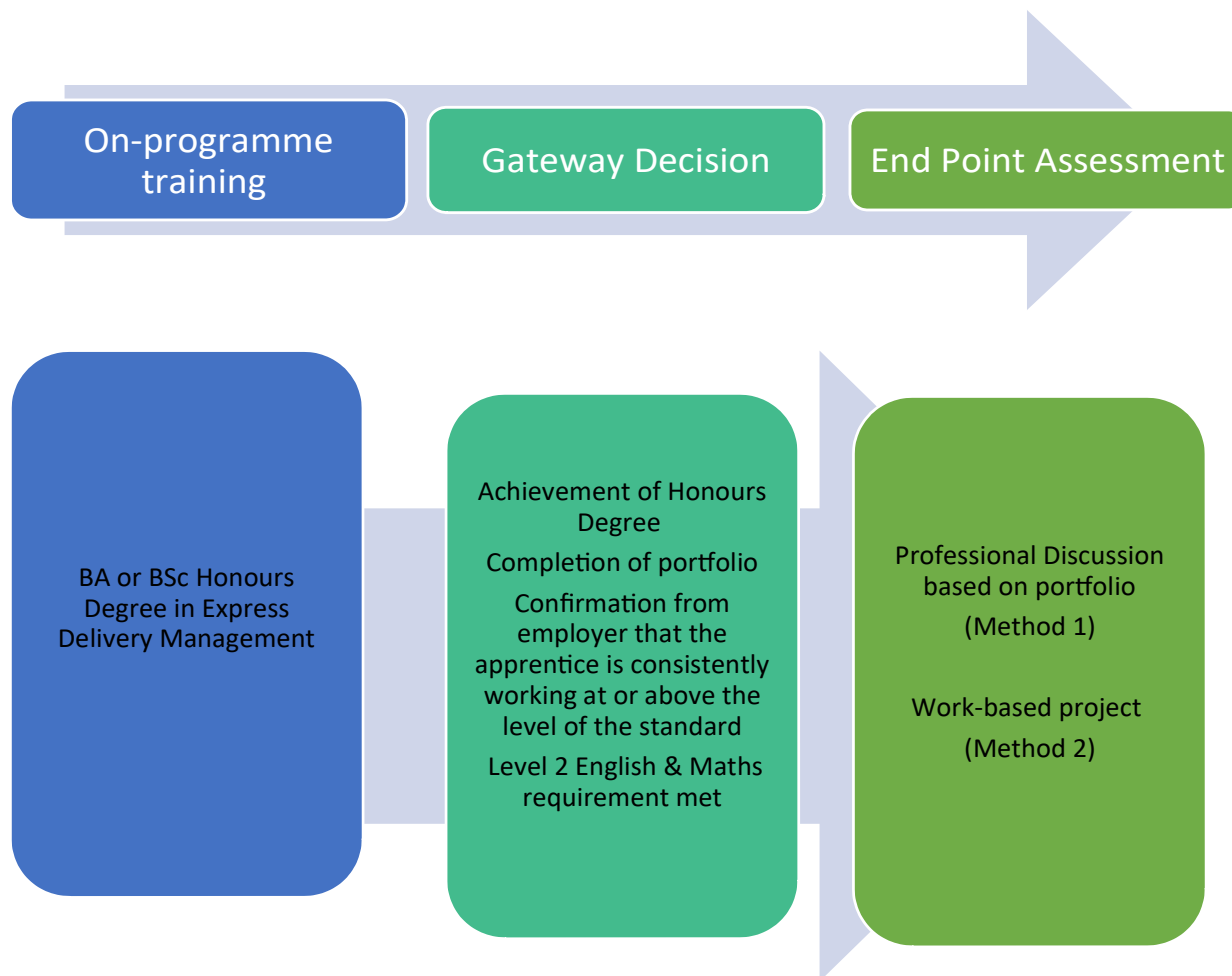 On-programme
training
Gateway Decision
End Point Assessment
BA or BSc Honours
Degree in Express
Delivery Management
Achievement of Honours
Degree
Completion of portfolio
Confirmation from
employer that the
apprentice is consistently
working at or above the
level of the standard
Level 2 English & Maths
requirement met
Professional Discussion
based on portfolio
(Method 1)
Work-based project
(Method 2)